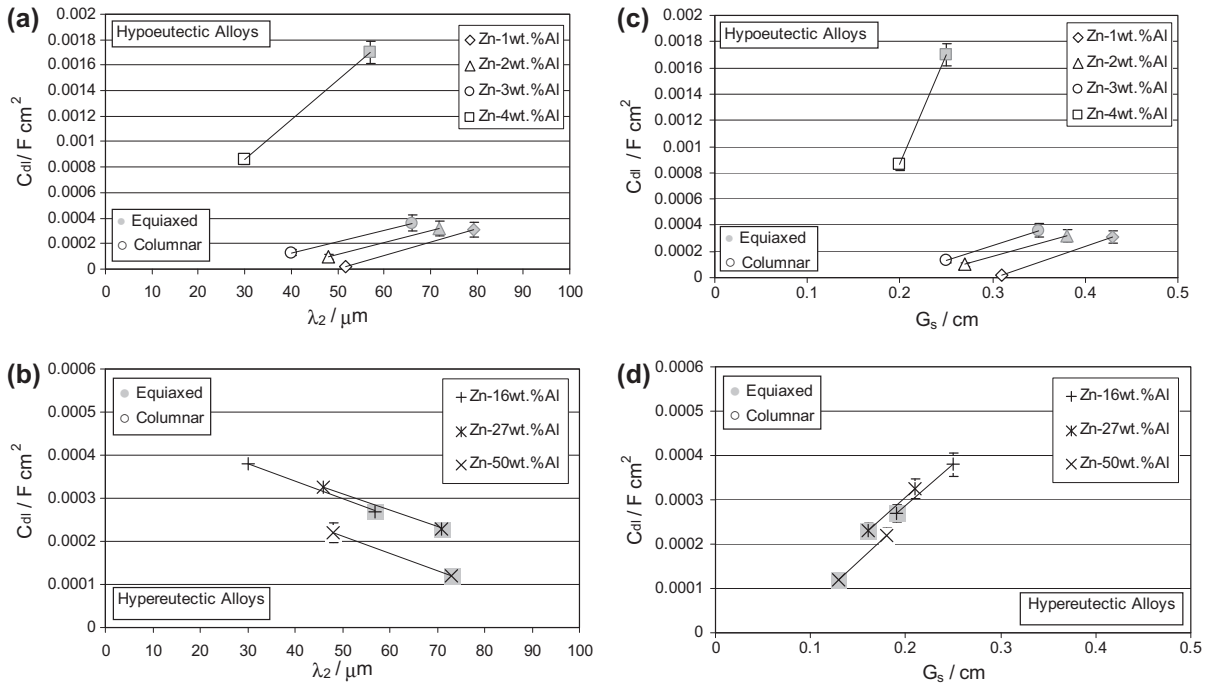 (a)
Hypoeutectic Alloys
Zn-1wt.%Al
Zn-2wt.%Al
Zn-3wt.%Al
Zn-4wt.%Al
Equiaxed
Columnar
Cdl / F cm²
0.002
0.0018
0.0016
0.0014
0.0012
0.001
0.0008
0.0006
0.0004
0.0002
0
0 10 20 30 40 50 60 70 80 90 100
λ₂ / μm
(c)
Hypoeutectic Alloys
Zn-1wt.%Al
Zn-2wt.%Al
Zn-3wt.%Al
Zn-4wt.%Al
Equiaxed
Columnar
Cdl / F cm²
0.002
0.0018
0.0016
0.0014
0.0012
0.001
0.0008
0.0006
0.0004
0.0002
0
0 0.1 0.2 0.3 0.4 0.5
Gs / cm
(b)
Equiaxed
Columnar
Zn-16wt.%Al
Zn-27wt.%Al
Zn-50wt.%Al
Cdl / F cm²
0.0006
0.0005
0.0004
0.0003
0.0002
0.0001
0
Hypereutectic Alloys
0 10 20 30 40 50 60 70 80 90 100
λ₂ / μm
(d)
Equiaxed
Columnar
Zn-16wt.%Al
Zn-27wt.%Al
Zn-50wt.%Al
Cdl / F cm²
0.0006
0.0005
0.0004
0.0003
0.0002
0.0001
0
Hypereutectic Alloys
0 0.1 0.2 0.3 0.4 0.5
Gs / cm